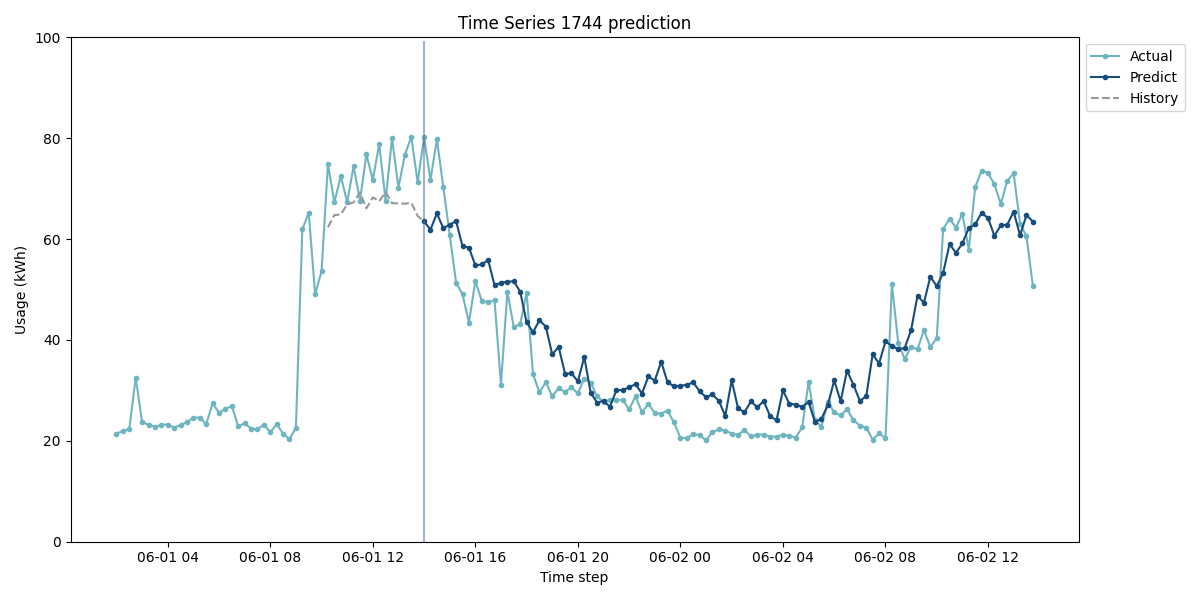 Time Series 1744 prediction
100
80
60
40
20
0
Usage (kWh)
06-01 04
06-01 08
06-01 12
06-01 16
06-01 20
06-02 00
06-02 04
06-02 08
06-02 12
Time step
Actual
Predict
History